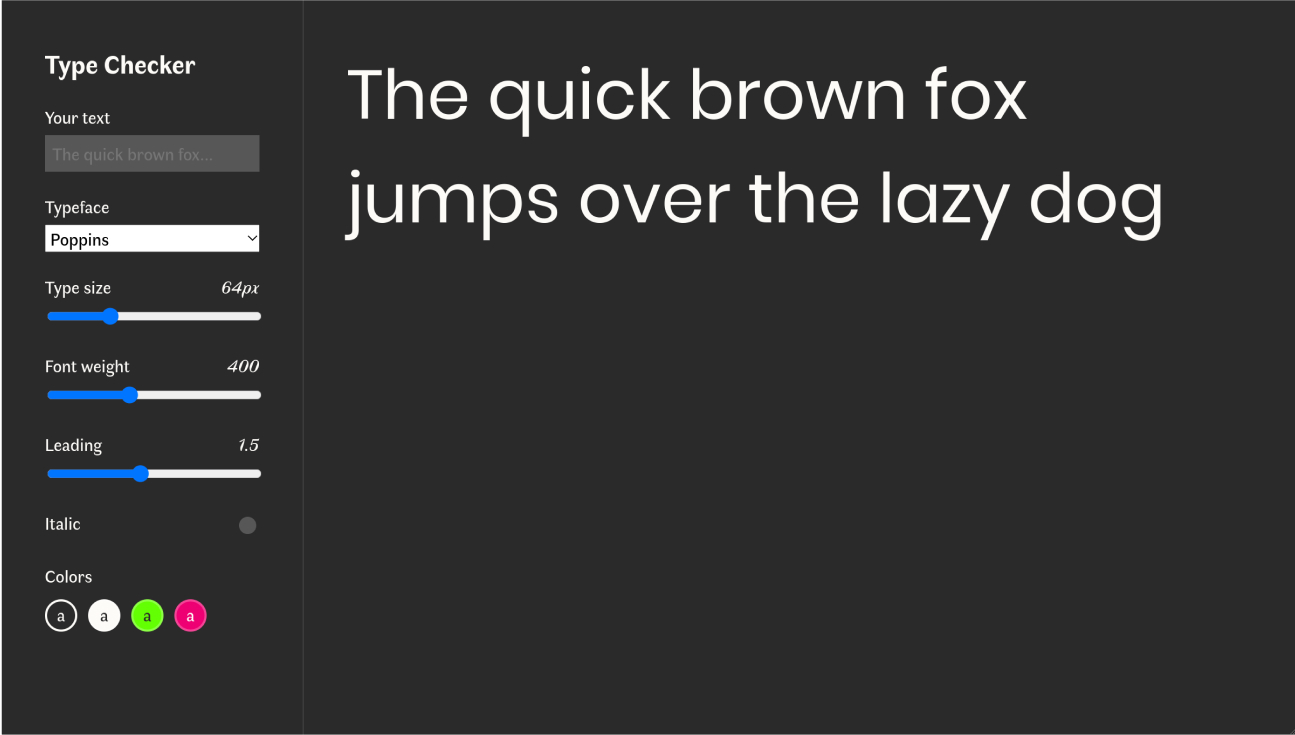 Type Checker
Your text
The quick brown fox...
Typeface
Poppins
Type size 64px
Font weight 400
Leading 1.5
Italic
Colors
a a a a
The quick brown fox
jumps over the lazy dog